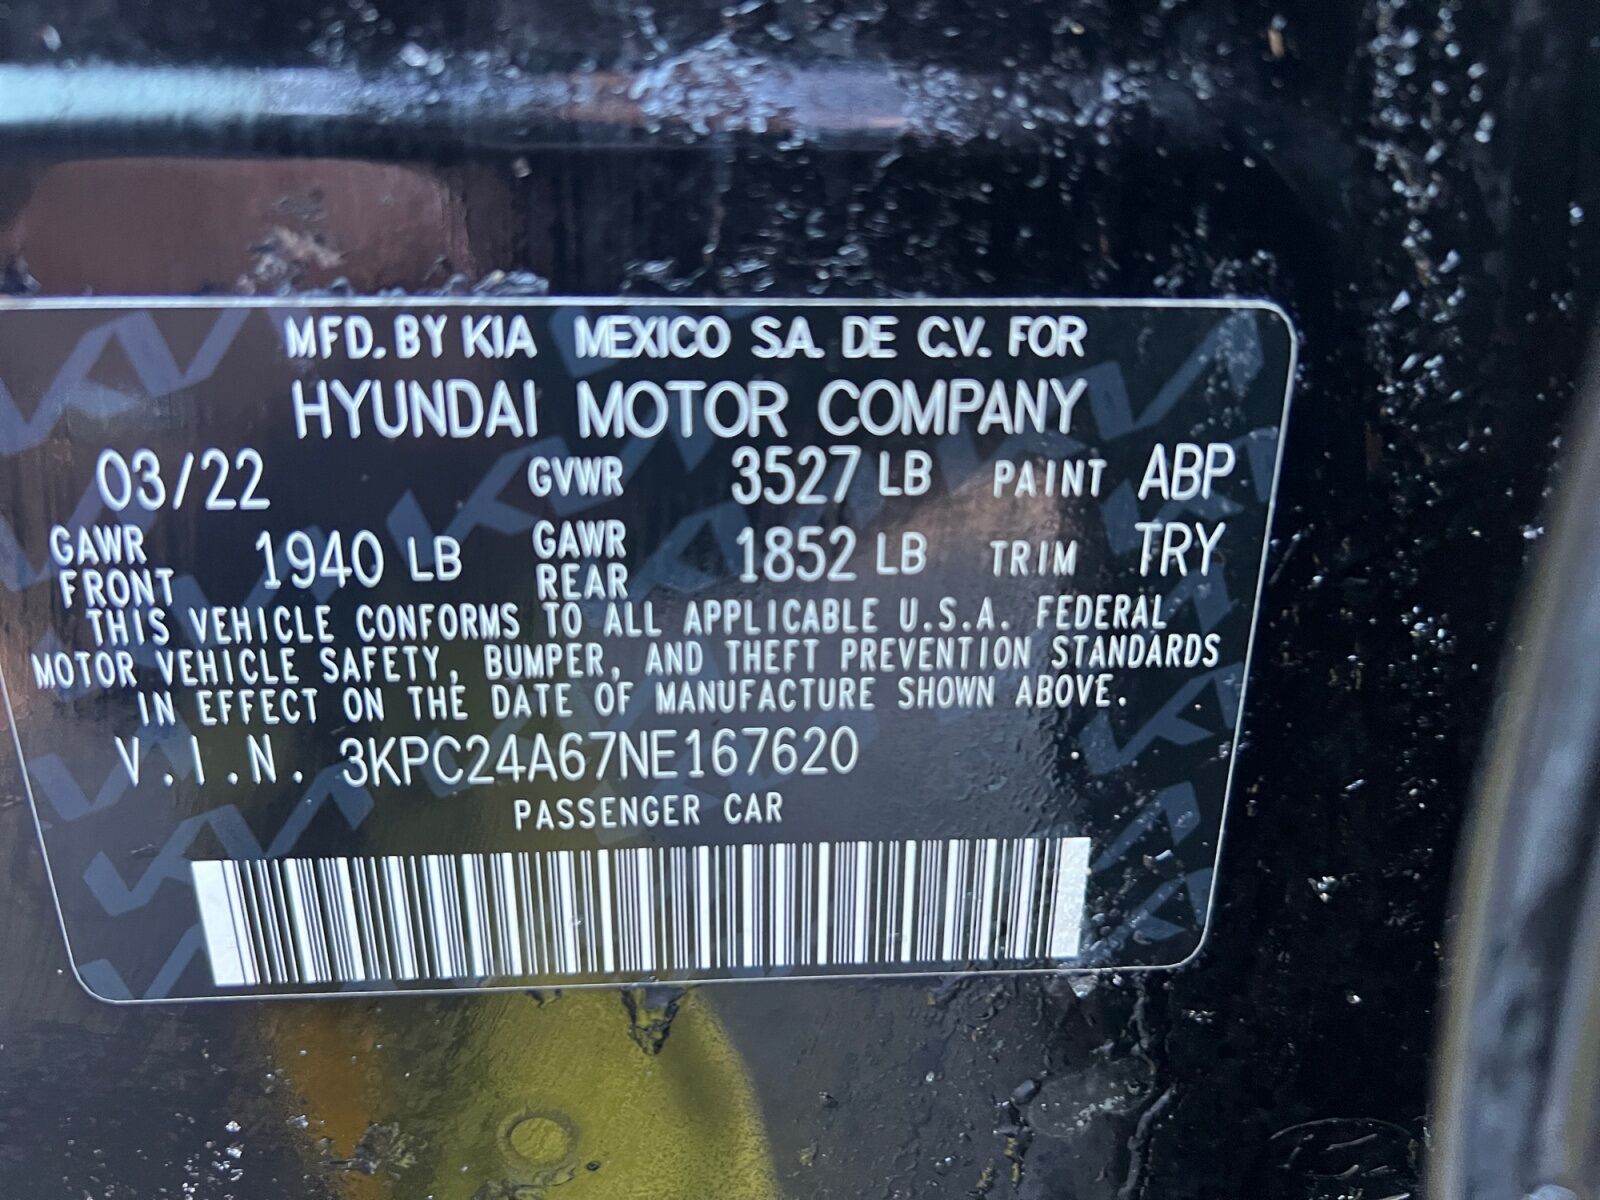 MFD. BY KIA MEXICO S.A. DE C.V. FOR
HYUNDAI MOTOR COMPANY
03/22 GVWR 3527 LB PAINT ABP
GAWR FRONT 1940 LB GAWR REAR 1852 LB TRIM TRY
THIS VEHICLE CONFORMS TO ALL APPLICABLE U.S.A. FEDERAL
MOTOR VEHICLE SAFETY, BUMPER, AND THEFT PREVENTION STANDARDS
IN EFFECT ON THE DATE OF MANUFACTURE SHOWN ABOVE.
V.I.N. 3KPC24A67NE167620
PASSENGER CAR